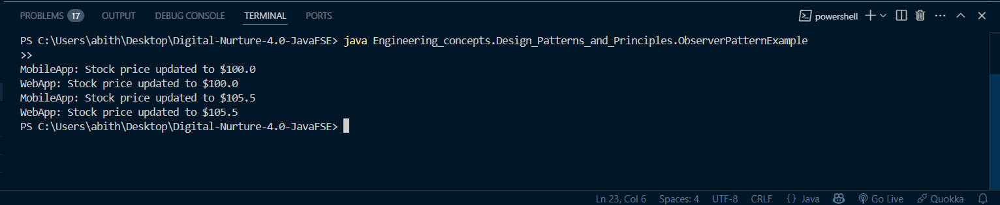 PROBLEMS 17 OUTPUT DEBUG CONSOLE TERMINAL PORTS powershell
PS C:\Users\abith\Desktop\Digital-Nurture-4.0-JavaFSE> java Engineering_concepts.Design_Patterns_and_Principles.ObserverPatternExample
>>
MobileApp: Stock price updated to $100.0
WebApp: Stock price updated to $100.0
MobileApp: Stock price updated to $105.5
WebApp: Stock price updated to $105.5
PS C:\Users\abith\Desktop\Digital-Nurture-4.0-JavaFSE>
Ln 23, Col 6 Spaces: 4 UTF-8 CRLF {} Java Go Live Quokka